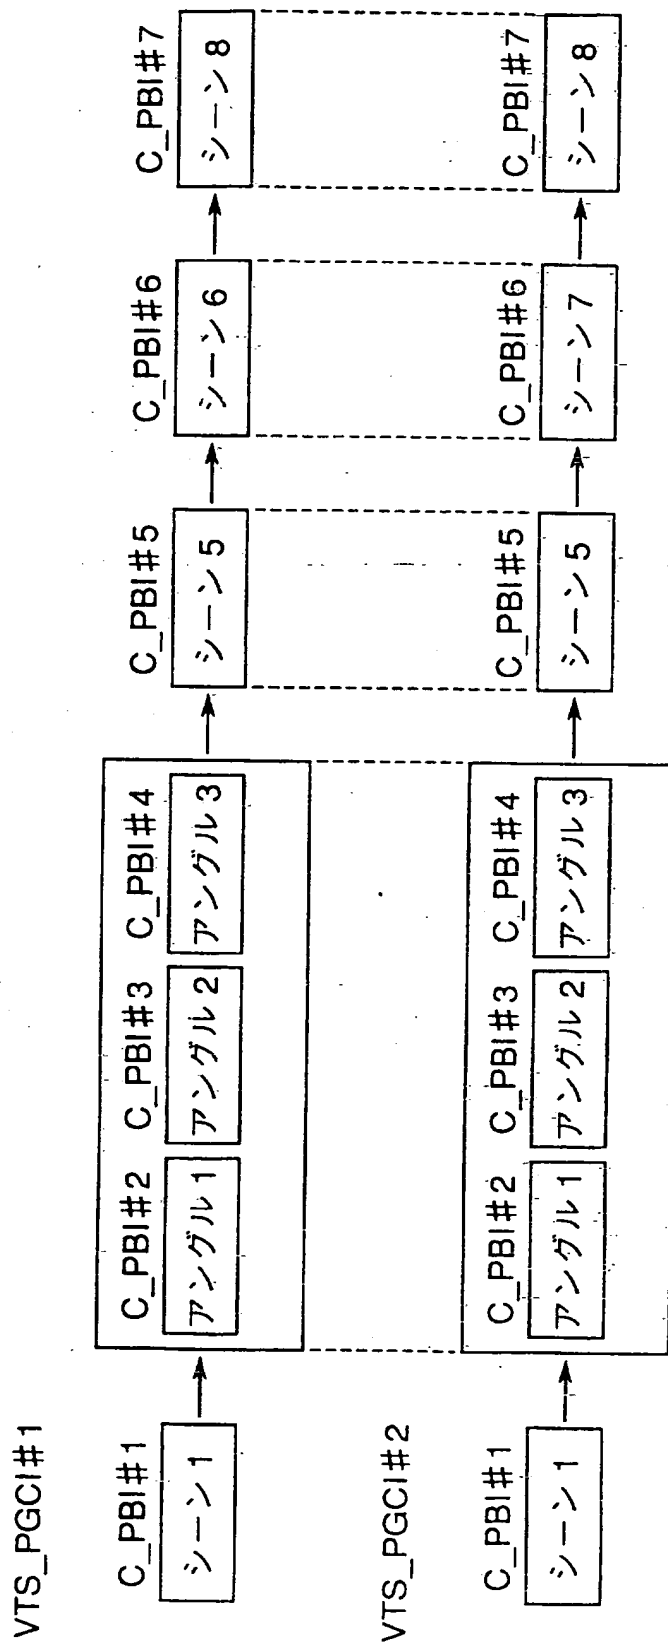 VTS_PGCI#1
C_PBI#1 C_PBI#2 C_PBI#3 C_PBI#4 C_PBI#5 C_PBI#6 C_PBI#7
シーン1 アングル1 アングル2 アングル3 シーン5 シーン6 シーン8
VTS_PGCI#2
C_PBI#1 C_PBI#2 C_PBI#3 C_PBI#4 C_PBI#5 C_PBI#6 C_PBI#7
シーン1 アングル1 アングル2 アングル3 シーン5 シーン7 シーン8